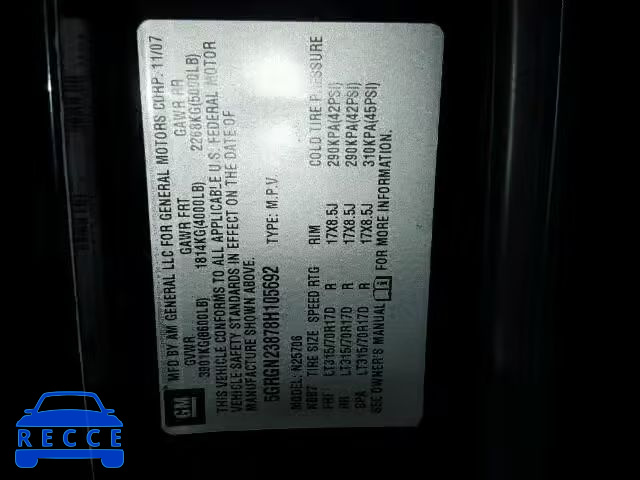 GM
MFD BY AM GENERAL LLC FOR GENERAL MOTORS CORP. 11/07
GVWR GAWR FRT GAWR RR
3901KG(8600LB) 1814KG(4000LB) 2268KG(5000LB)
THIS VEHICLE CONFORMS TO ALL APPLICABLE U.S. FEDERAL MOTOR
VEHICLE SAFETY STANDARDS IN EFFECT ON THE DATE OF
MANUFACTURE SHOWN ABOVE.
5GRGN23878H105692 TYPE: M.P.V.
MODEL: N25706
TIRE SIZE SPEED RTG RIM COLD TIRE PRESSURE
FRT LT315/70R17D R 17X8.5J 290KPA(42PSI)
RR LT315/70R17D R 17X8.5J 290KPA(42PSI)
SPA LT315/70R17D R 17X8.5J 310KPA(45PSI)
SEE OWNER'S MANUAL FOR MORE INFORMATION.
RECCE